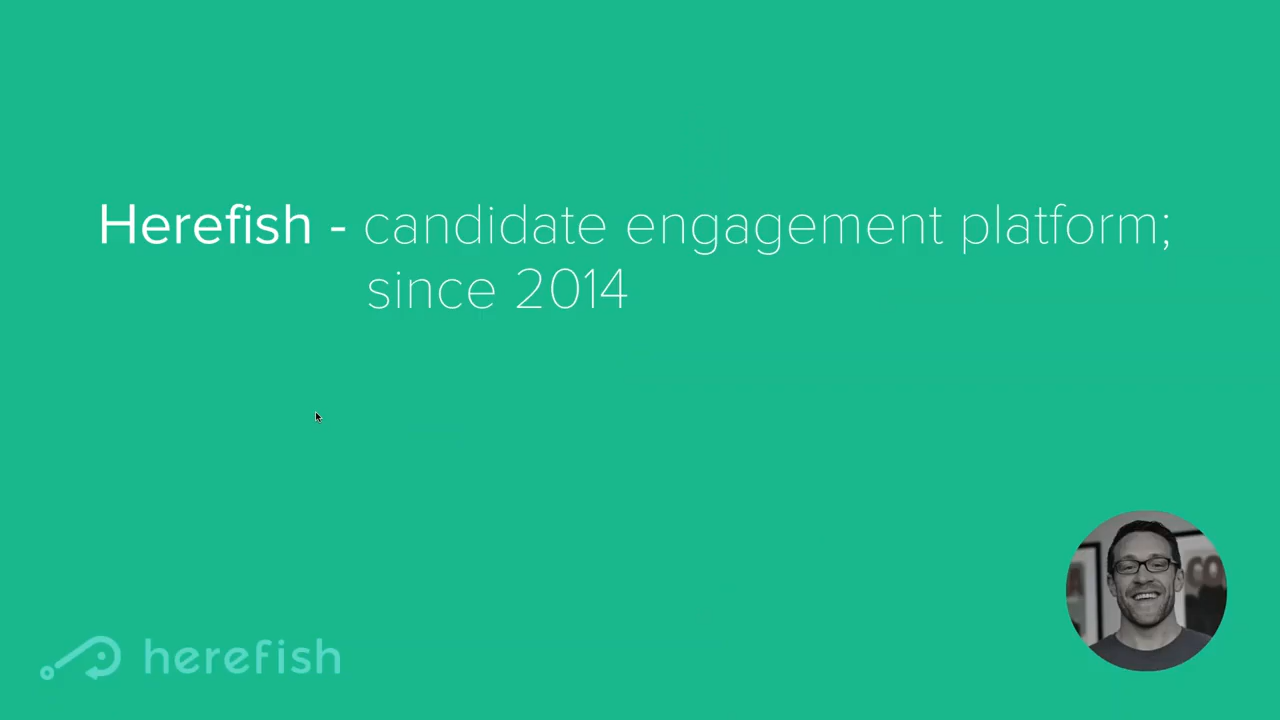 Herefish - candidate engagement platform;
since 2014
herefish